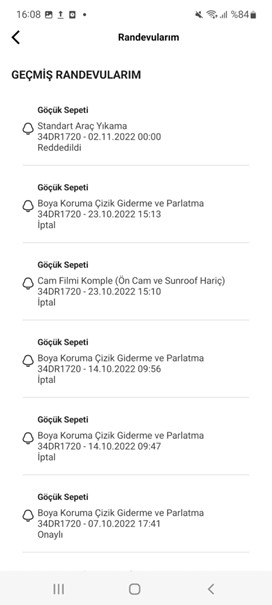 16:08
%84
Randevularım
GEÇMİŞ RANDEVULARIM
Göçük Sepeti
Standart Araç Yıkama
34DR1720 - 02.11.2022 00:00
Reddedildi
Göçük Sepeti
Boya Koruma Çizik Giderme ve Parlatma
34DR1720 - 23.10.2022 15:13
İptal
Göçük Sepeti
Cam Filmi Komple (Ön Cam ve Sunroof Hariç)
34DR1720 - 23.10.2022 15:10
İptal
Göçük Sepeti
Boya Koruma Çizik Giderme ve Parlatma
34DR1720 - 14.10.2022 09:56
İptal
Göçük Sepeti
Boya Koruma Çizik Giderme ve Parlatma
34DR1720 - 14.10.2022 09:47
İptal
Göçük Sepeti
Boya Koruma Çizik Giderme ve Parlatma
34DR1720 - 07.10.2022 17:41
Onaylı